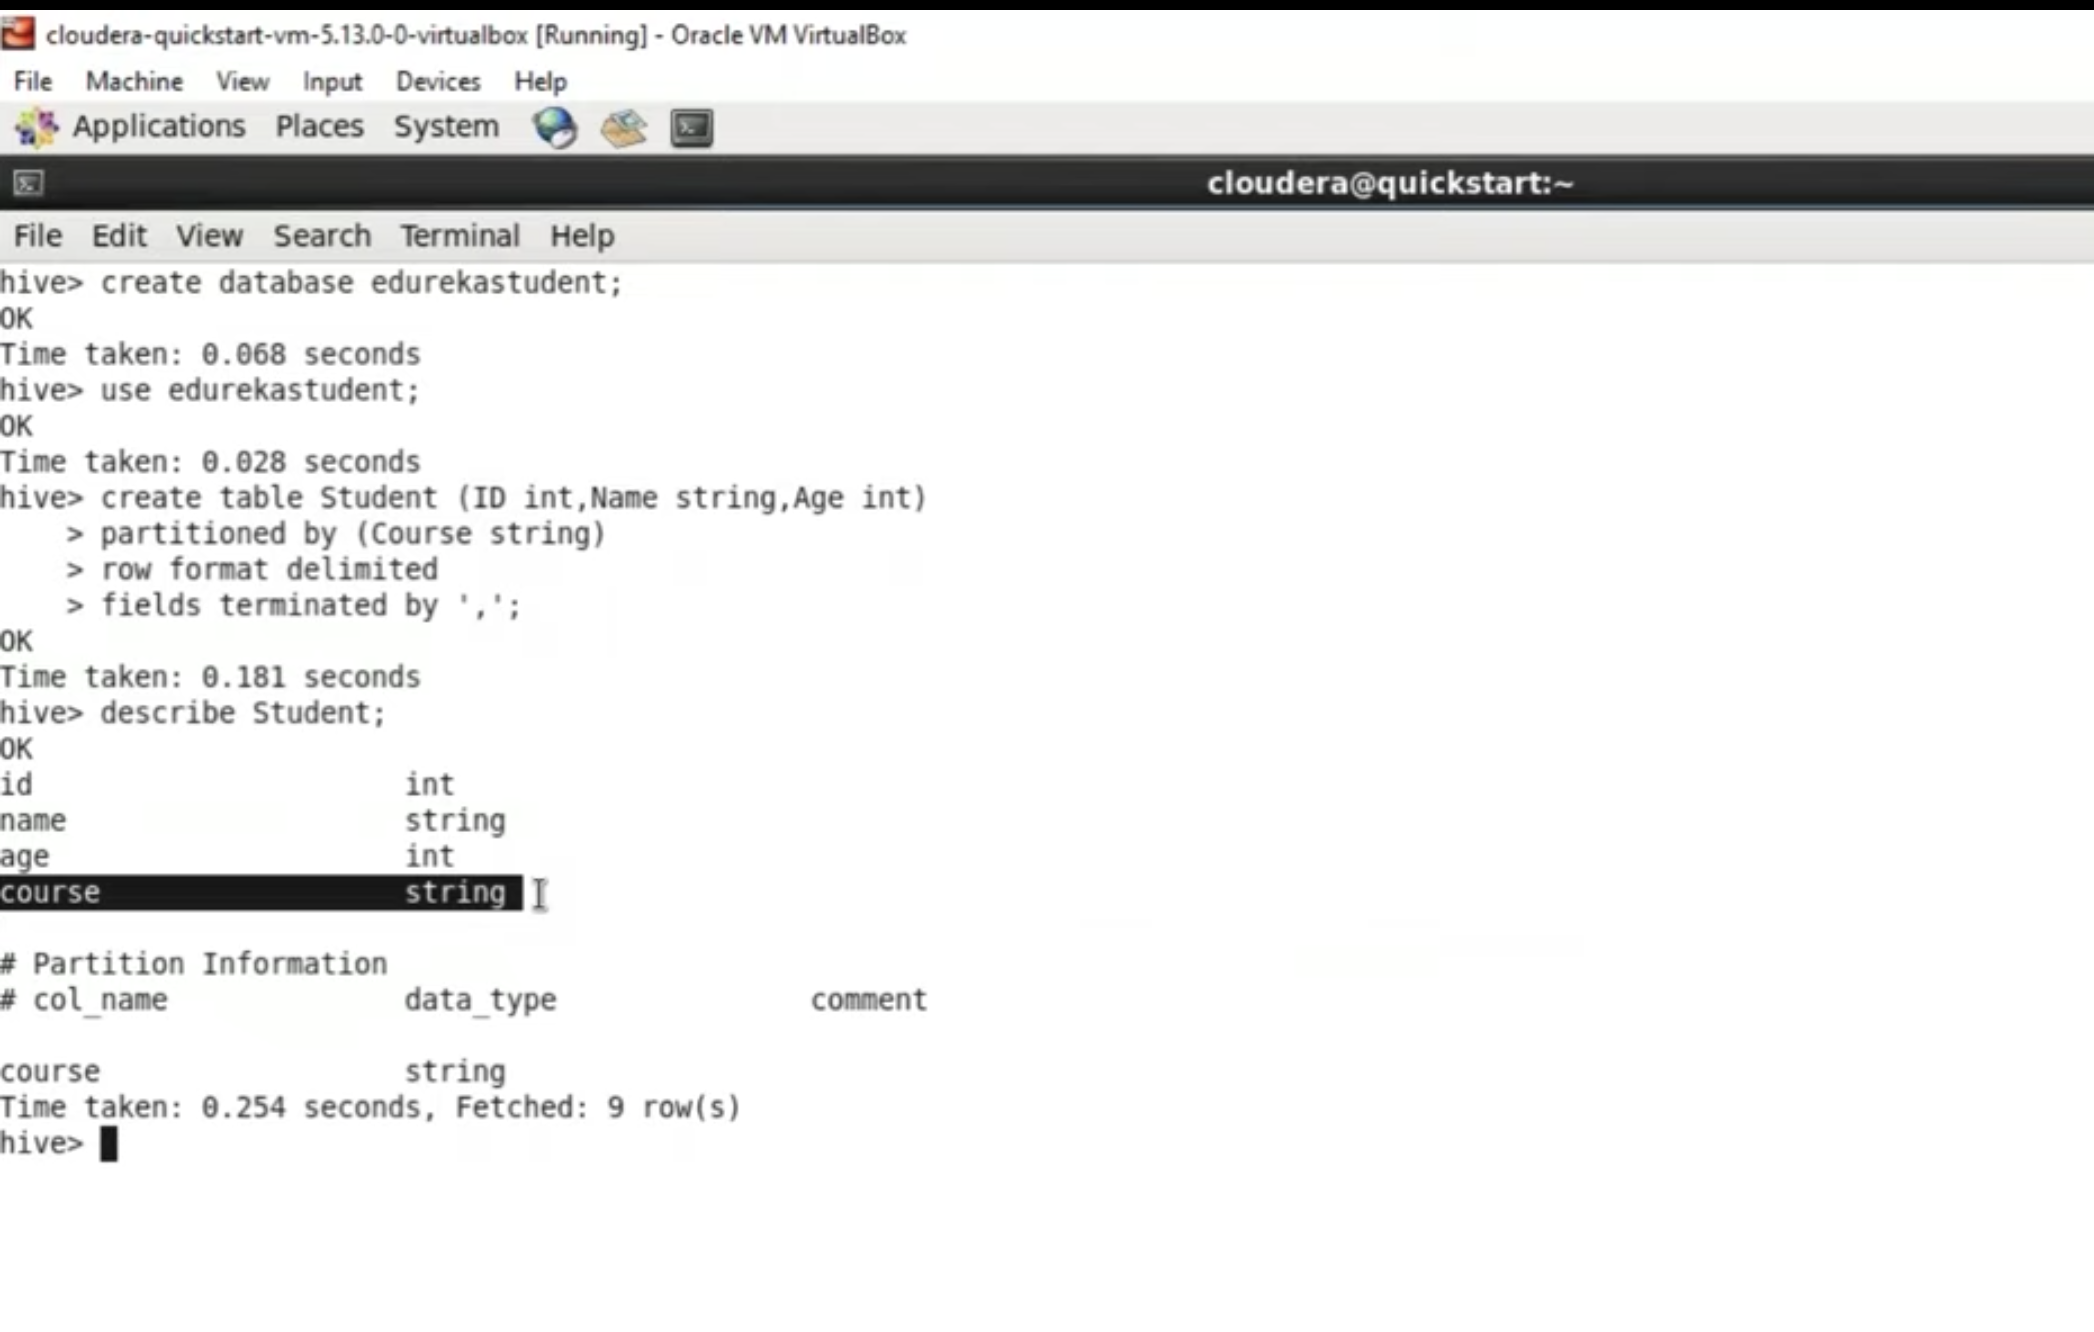 cloudera-quickstart-vm-5.13.0-0-virtualbox [Running] - Oracle VM VirtualBox
File Machine View Input Devices Help
Applications Places System
cloudera@quickstart:~
File Edit View Search Terminal Help
hive> create database edurekastudent;
OK
Time taken: 0.068 seconds
hive> use edurekastudent;
OK
Time taken: 0.028 seconds
hive> create table Student (ID int,Name string,Age int)
    > partitioned by (Course string)
    > row format delimited
    > fields terminated by ',';
OK
Time taken: 0.181 seconds
hive> describe Student;
OK
id                      int
name                    string
age                     int
course                  string
# Partition Information
# col_name              data_type               comment
course                  string
Time taken: 0.254 seconds, Fetched: 9 row(s)
hive>